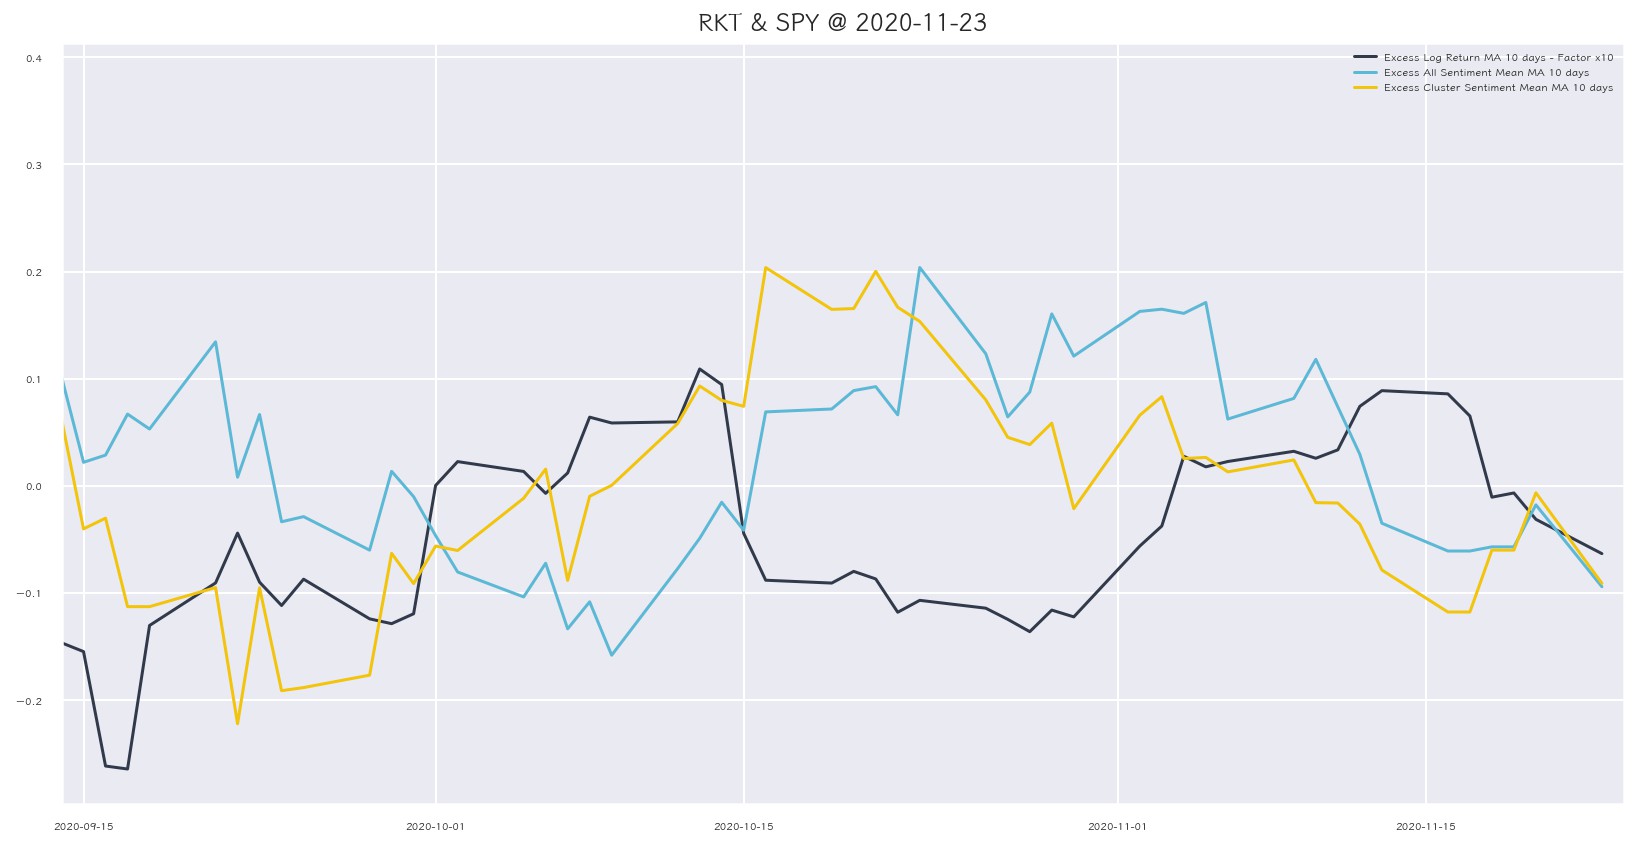 RKT & SPY @ 2020-11-23
Excess Log Return MA 10 days - Factor x10
Excess All Sentiment Mean MA 10 days
Excess Cluster Sentiment Mean MA 10 days
0.4
0.3
0.2
0.1
0.0
−0.1
−0.2
2020-09-15 2020-10-01 2020-10-15 2020-11-01 2020-11-15